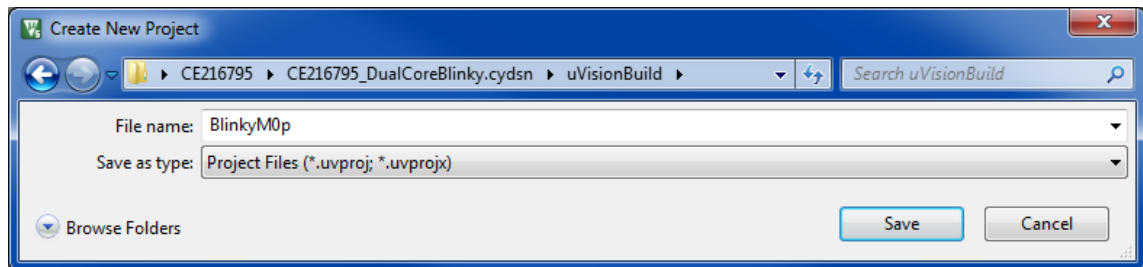 Create New Project
CE216795 CE216795_DualCoreBlinky.cydsn uVisionBuild Search uVisionBuild
File name: BlinkyM0p
Save as type: Project Files (*.uvproj; *.uvprojx)
Browse Folders Save Cancel